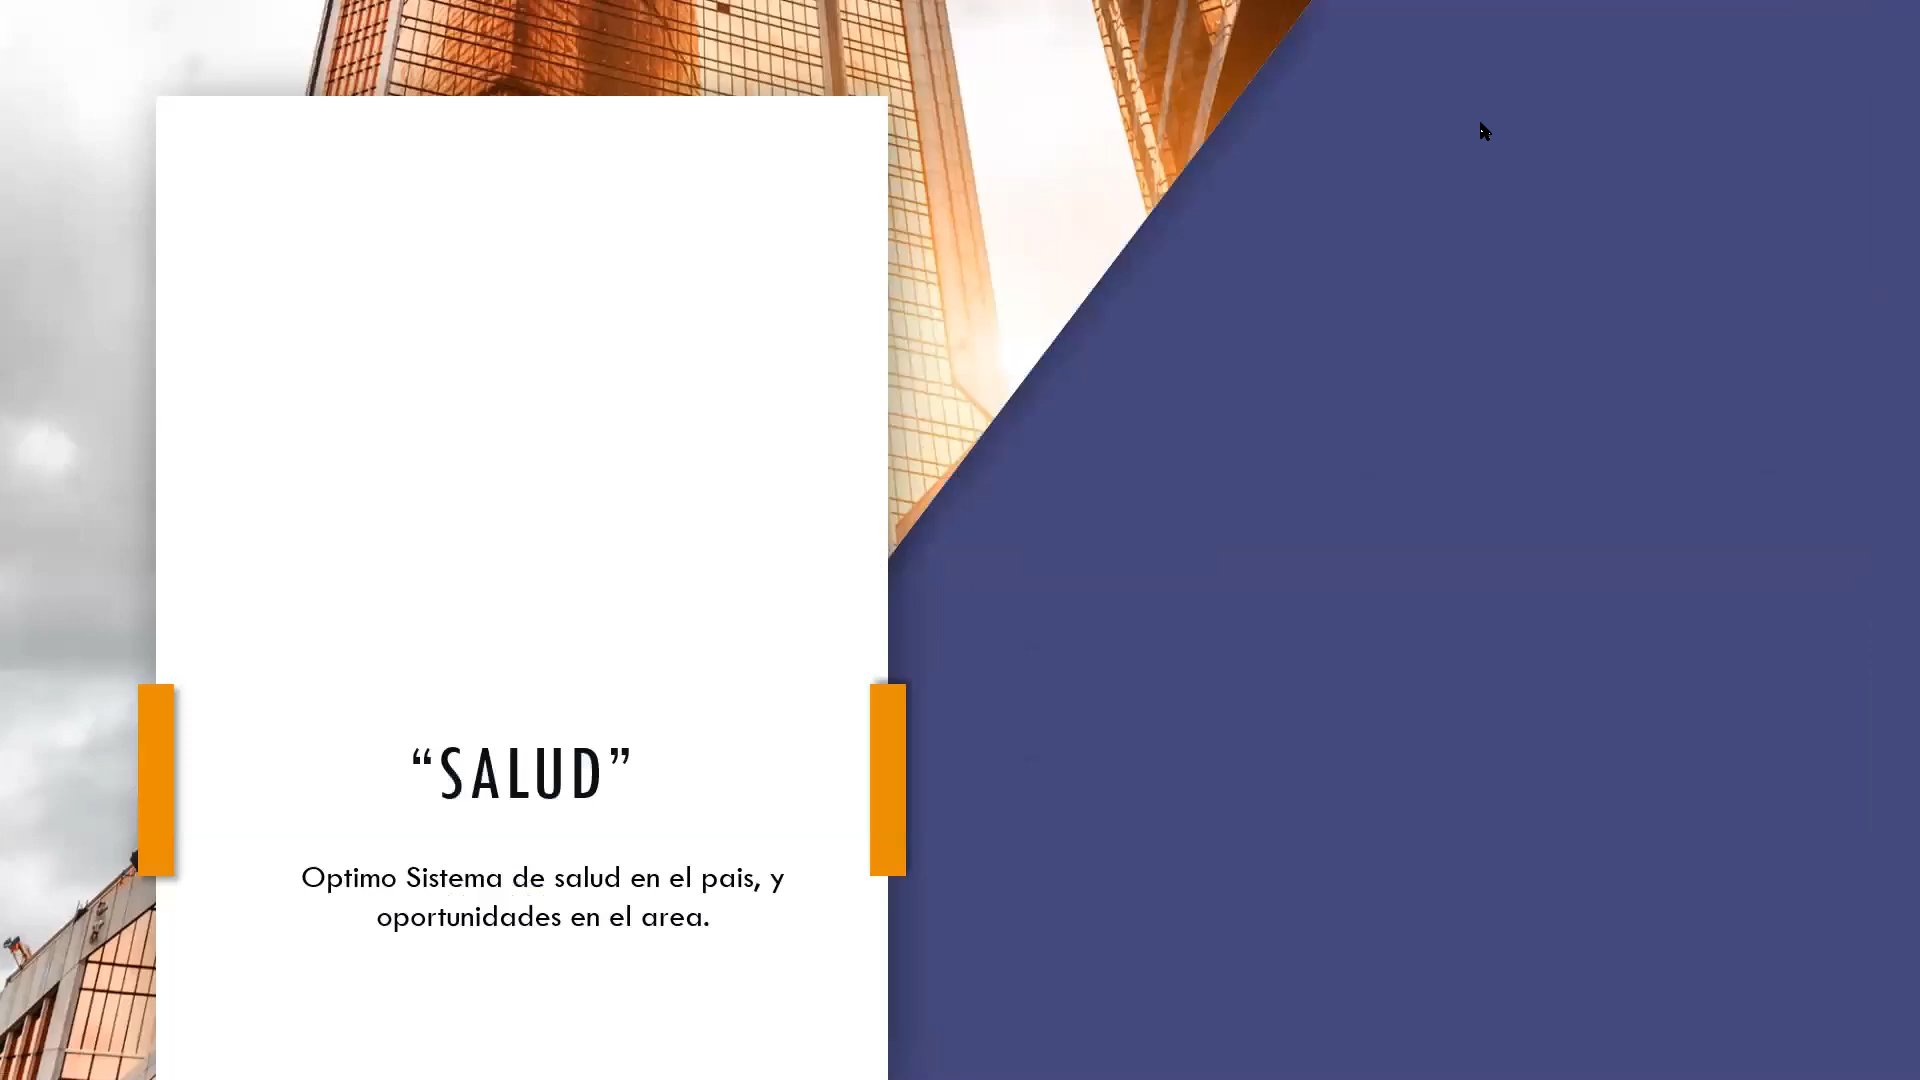 “SALUD”
Optimo Sistema de salud en el pais, y
oportunidades en el area.